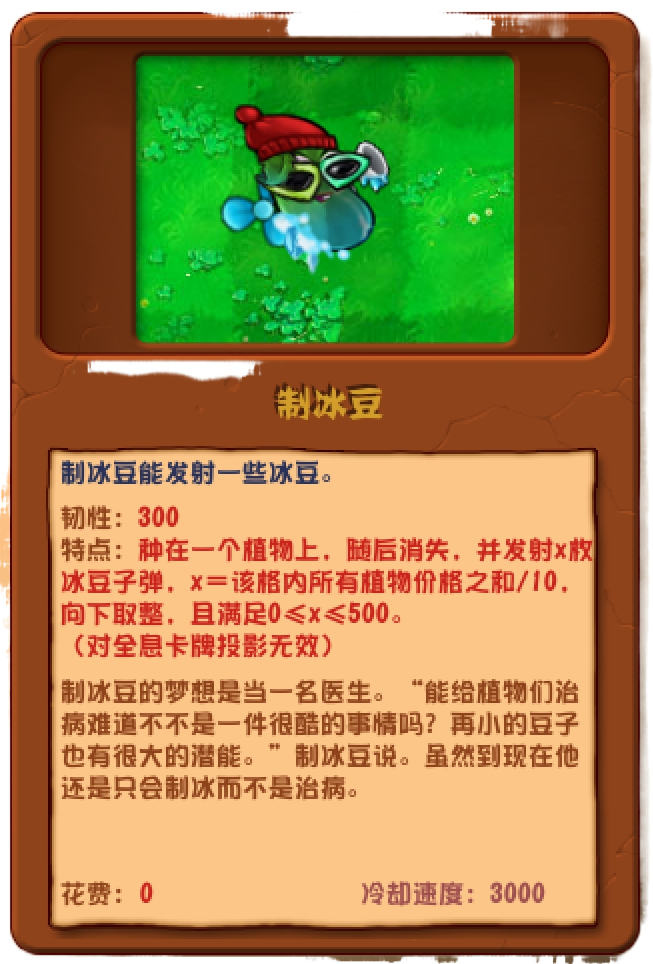 制冰豆
制冰豆能发射一些冰豆。
韧性：300
特点：种在一个植物上，随后消失，并发射x枚
冰豆子弹，x＝该格内所有植物价格之和/10，
向下取整，且满足0≤x≤500。
（对全息卡牌投影无效）
制冰豆的梦想是当一名医生。“能给植物们治
病难道不不是一件很酷的事情吗？再小的豆子
也有很大的潜能。”制冰豆说。虽然到现在他
还是只会制冰而不是治病。
花费：0 冷却速度：3000